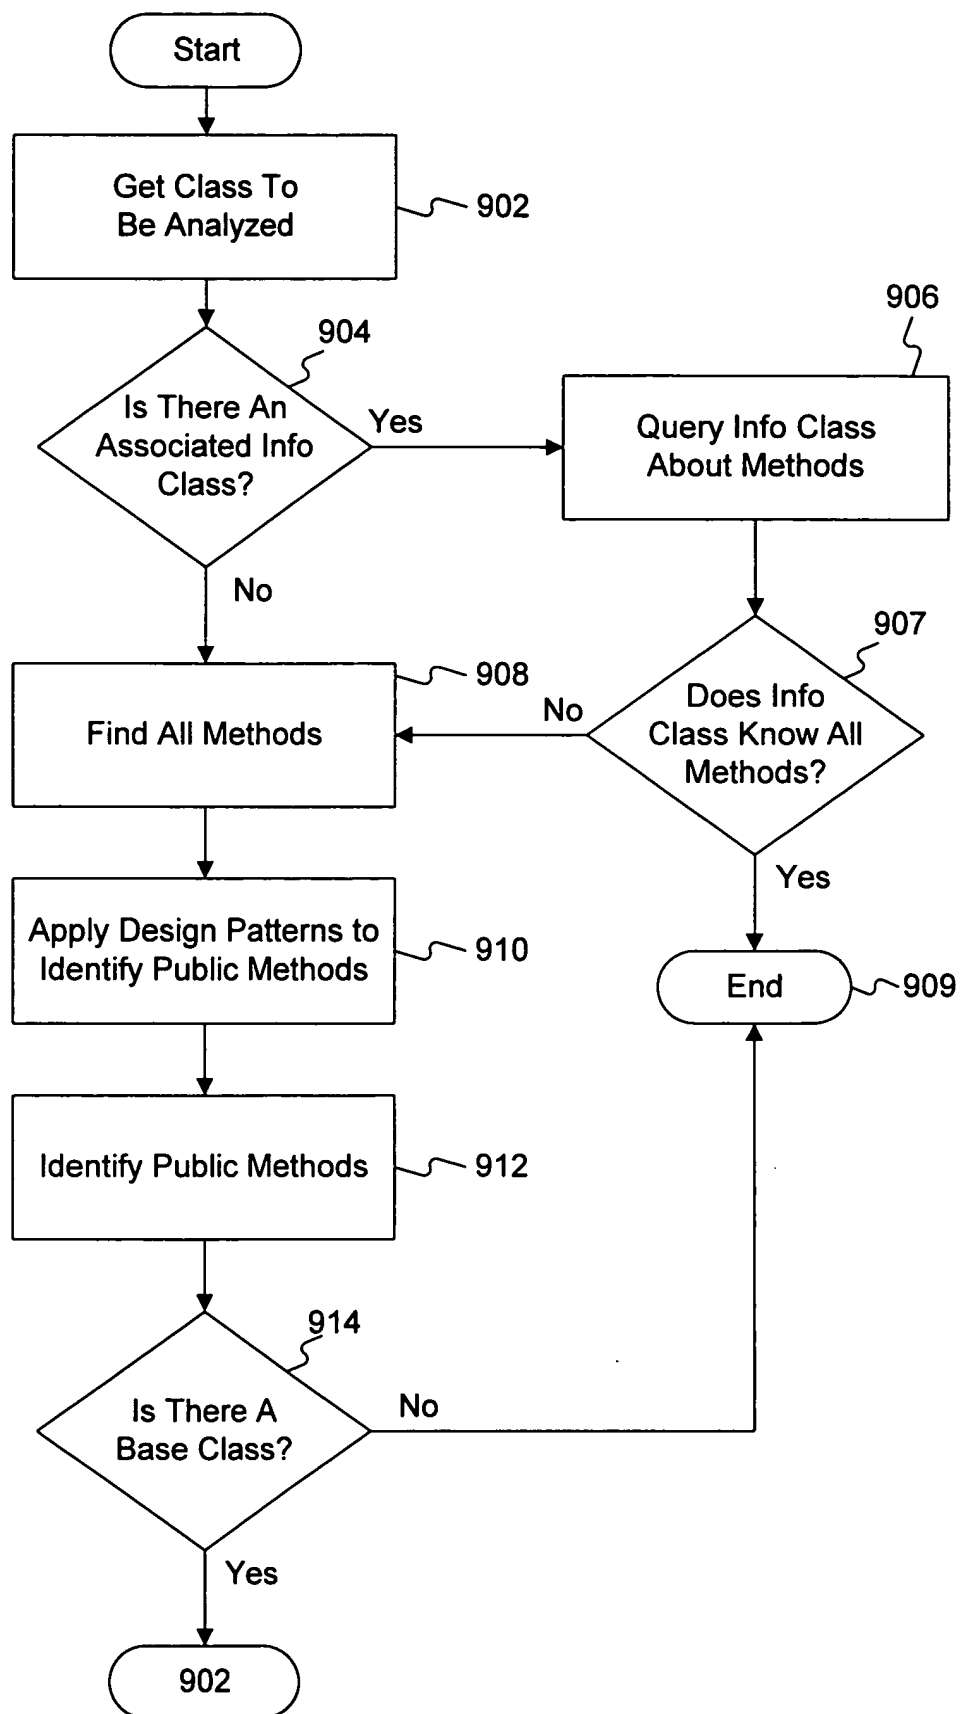 Start
Get Class To
Be Analyzed
902
904
Is There An
Associated Info
Class?
Yes
906
Query Info Class
About Methods
No
907
Does Info
Class Know All
Methods?
No
908
Find All Methods
Yes
Apply Design Patterns to
Identify Public Methods
910
End
909
Identify Public Methods
912
914
Is There A
Base Class?
No
Yes
902